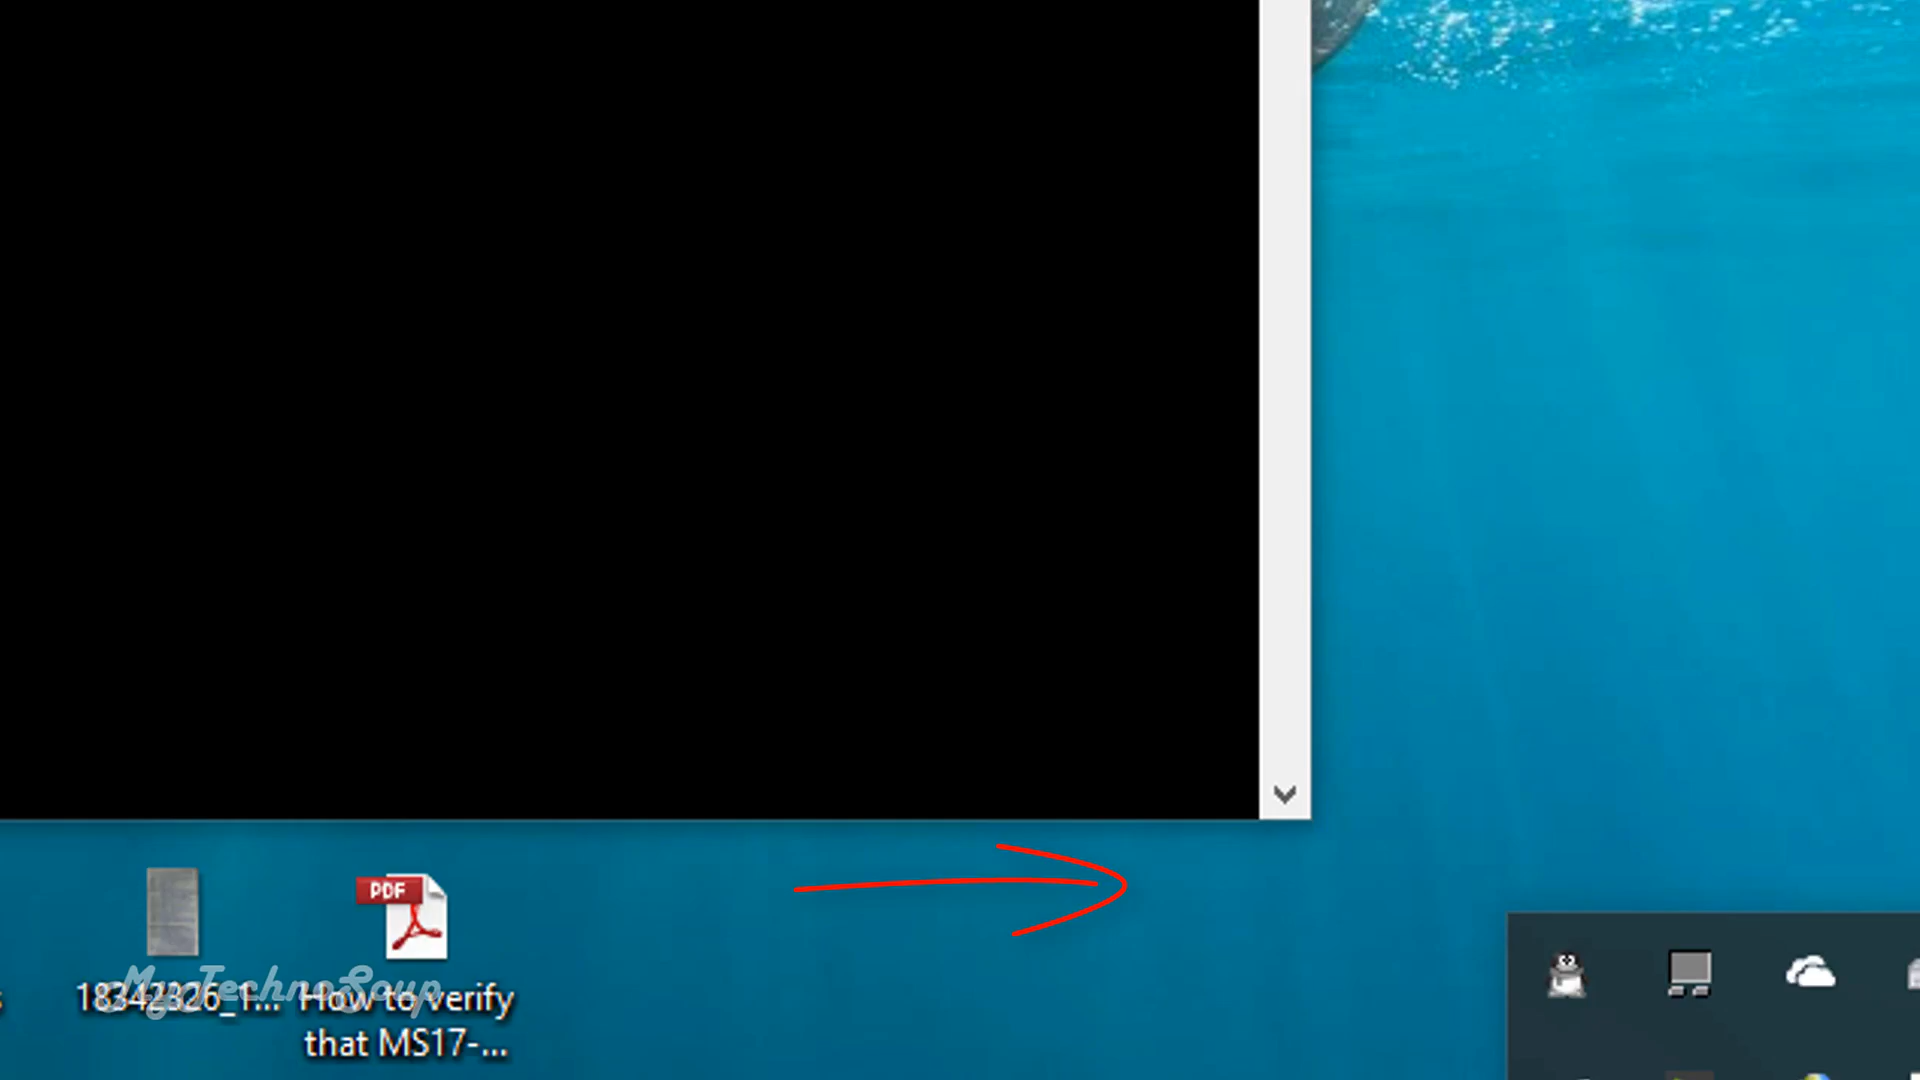 PDF
18342326_1...
How to verify
that MS17-...
MyTechnoSoup
s